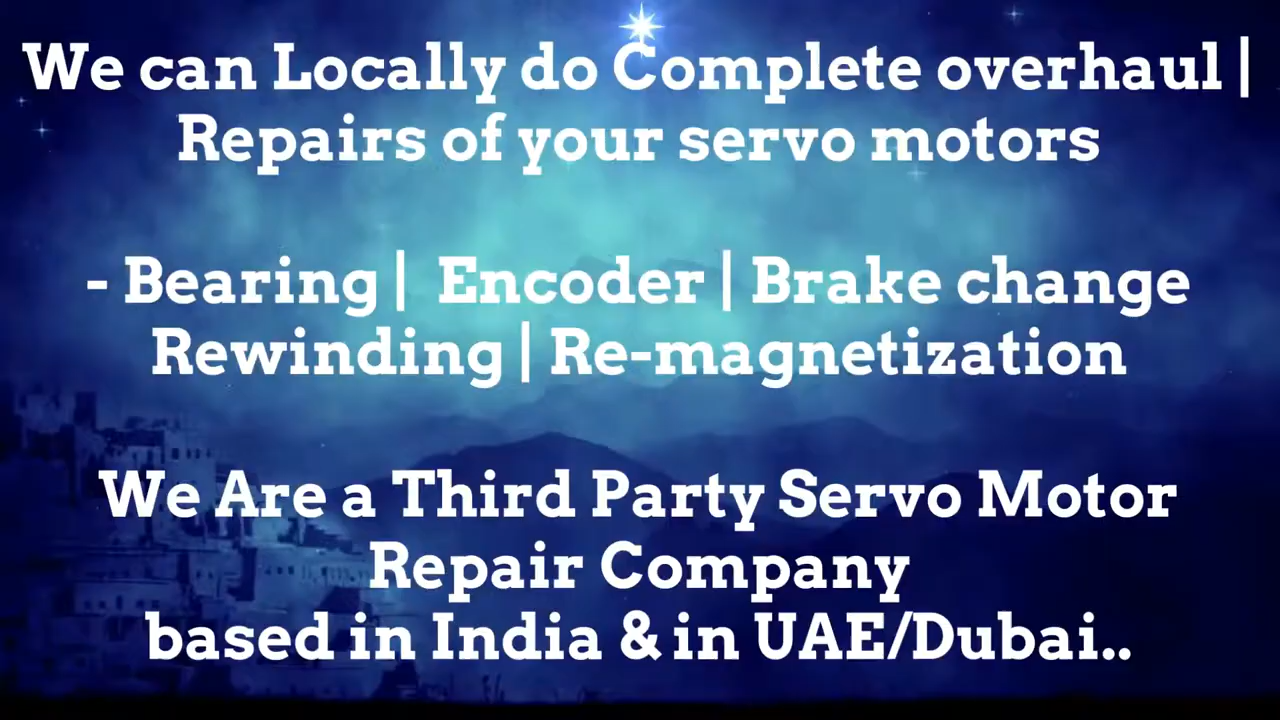 We can Locally do Complete overhaul |
Repairs of your servo motors
- Bearing | Encoder | Brake change
Rewinding | Re-magnetization
We Are a Third Party Servo Motor
Repair Company
based in India & in UAE/Dubai..